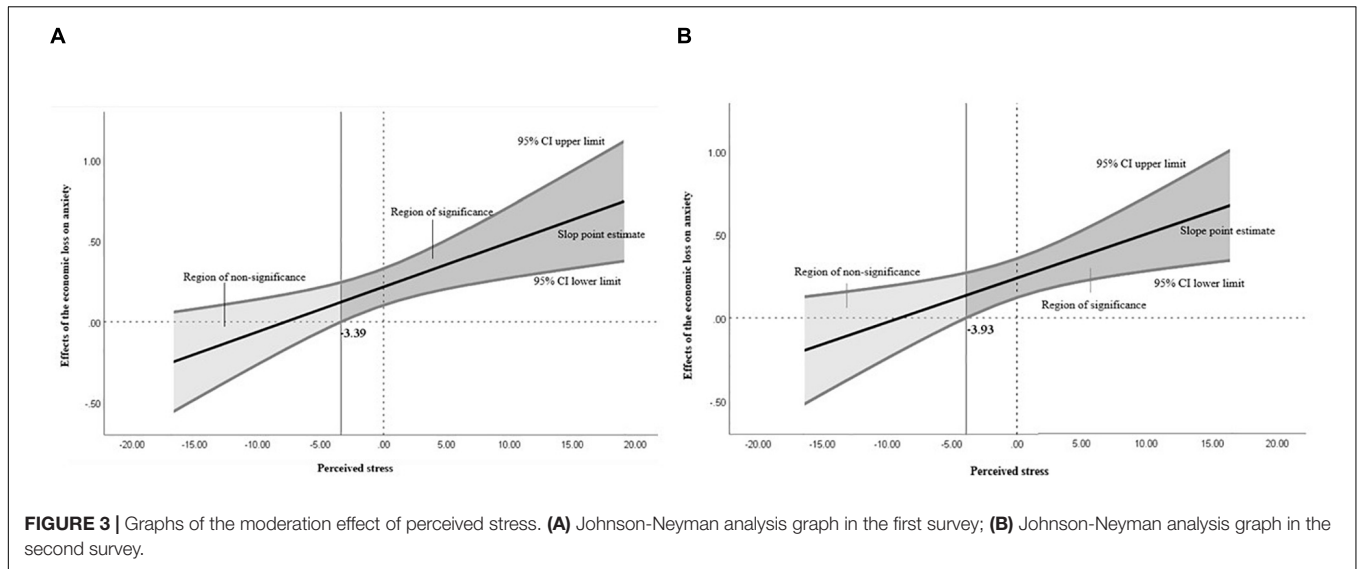 A
95% CI upper limit
1.00
Region of significance
.50
Slop point estimate
Region of non-significance
95% CI lower limit
.00
-3.39
-.50
-20.00 -15.00 -10.00 -5.00 .00 5.00 10.00 15.00 20.00
Perceived stress
Effects of the economic loss on anxiety
B
1.00
95% CI upper limit
.50
Slope point estimate
Region of non-significance
95% CI lower limit
Region of significance
.00
-3.93
-.50
-20.00 -15.00 -10.00 -5.00 .00 5.00 10.00 15.00 20.00
Perceived stress
Effects of the economic loss on anxiety
FIGURE 3 | Graphs of the moderation effect of perceived stress. (A) Johnson-Neyman analysis graph in the first survey; (B) Johnson-Neyman analysis graph in the
second survey.